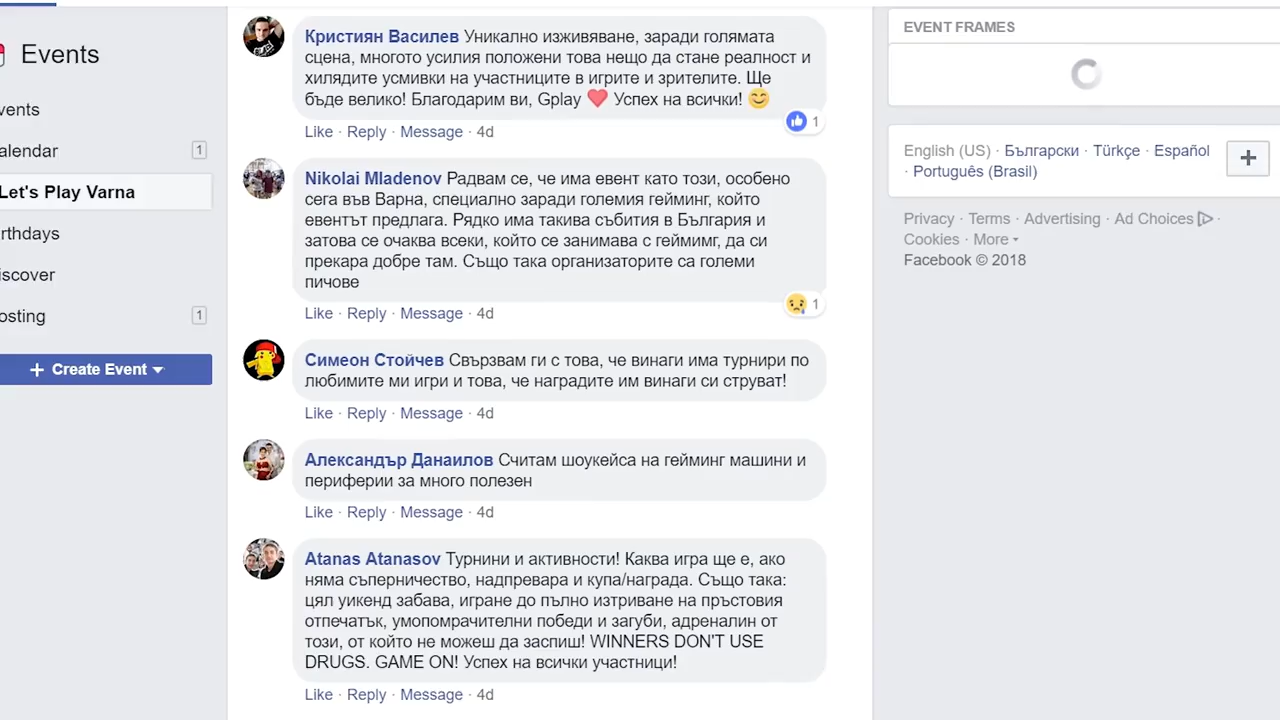 Events
vents
alendar
1
Let's Play Varna
rthdays
iscover
osting
1
+ Create Event
Кристиян Василев Уникално изживяване, заради голямата
сцена, многото усилия положени това нещо да стане реалност и
хилядите усмивки на участниците в игрите и зрителите. Ще
бъде велико! Благодарим ви, Gplay ❤️ Успех на всички! 😊
1
Like · Reply · Message · 4d
Nikolai Mladenov Радвам се, че има евент като този, особено
сега във Варна, специално заради големия гейминг, който
евентът предлага. Рядко има такива събития в България и
затова се очаква всеки, който се занимава с геймимг, да си
прекара добре там. Също така организаторите са големи
пичове
1
Like · Reply · Message · 4d
Симеон Стойчев Свързвам ги с това, че винаги има турнири по
любимите ми игри и това, че наградите им винаги си струват!
Like · Reply · Message · 4d
Александър Данаилов Считам шоукейса на гейминг машини и
периферии за много полезен
Like · Reply · Message · 4d
Atanas Atanasov Турнини и активности! Каква игра ще е, ако
няма съперничество, надпревара и купа/награда. Също така:
цял уикенд забава, игране до пълно изтриване на пръстовия
отпечатък, умопомрачителни победи и загуби, адреналин от
този, от който не можеш да заспиш! WINNERS DON'T USE
DRUGS. GAME ON! Успех на всички участници!
Like · Reply · Message · 4d
EVENT FRAMES
English (US) · Български · Türkçe · Español
· Português (Brasil)
+
Privacy · Terms · Advertising · Ad Choices ·
Cookies · More
Facebook © 2018